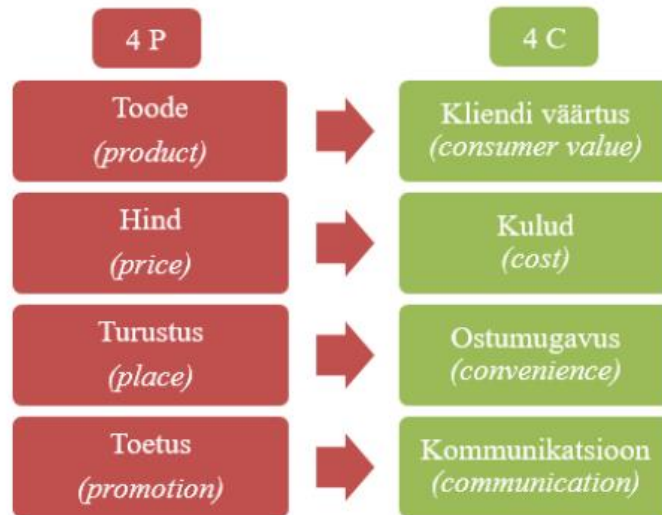 4 P
4 C
Toode
(product)
Kliendi väärtus
(consumer value)
Hind
(price)
Kulud
(cost)
Turustus
(place)
Ostumugavus
(convenience)
Toetus
(promotion)
Kommunikatsioon
(communication)